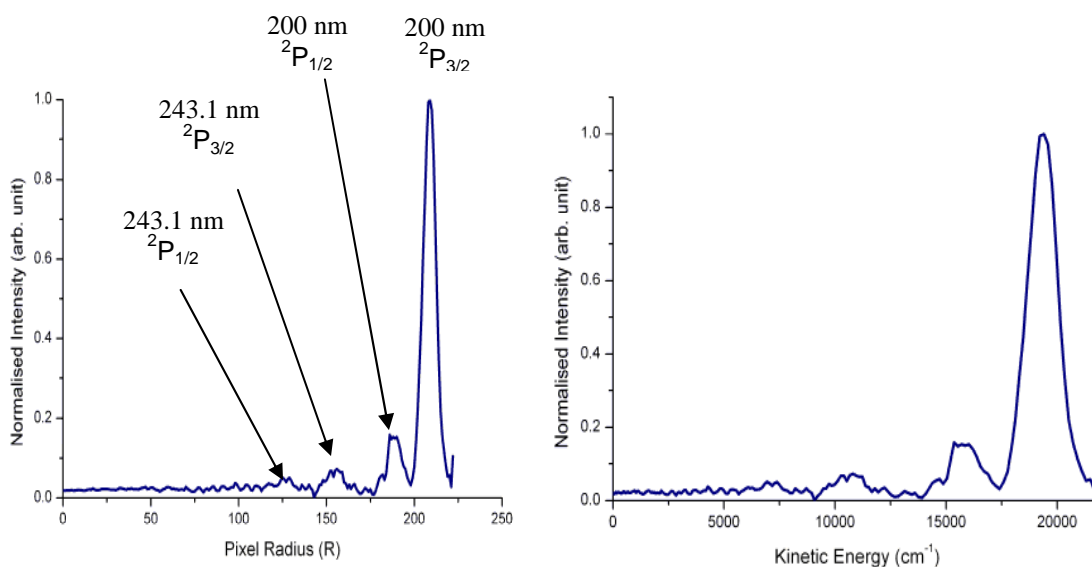 200 nm
²P₁/₂
200 nm
²P₃/₂
243.1 nm
²P₃/₂
243.1 nm
²P₁/₂
1.0
0.8
0.6
0.4
0.2
0.0
Normalised Intensity (arb. unit)
0 50 100 150 200 250
Pixel Radius (R)
1.0
0.8
0.6
0.4
0.2
0.0
Normalised Intensity (arb. unit)
0 5000 10000 15000 20000
Kinetic Energy (cm⁻¹)